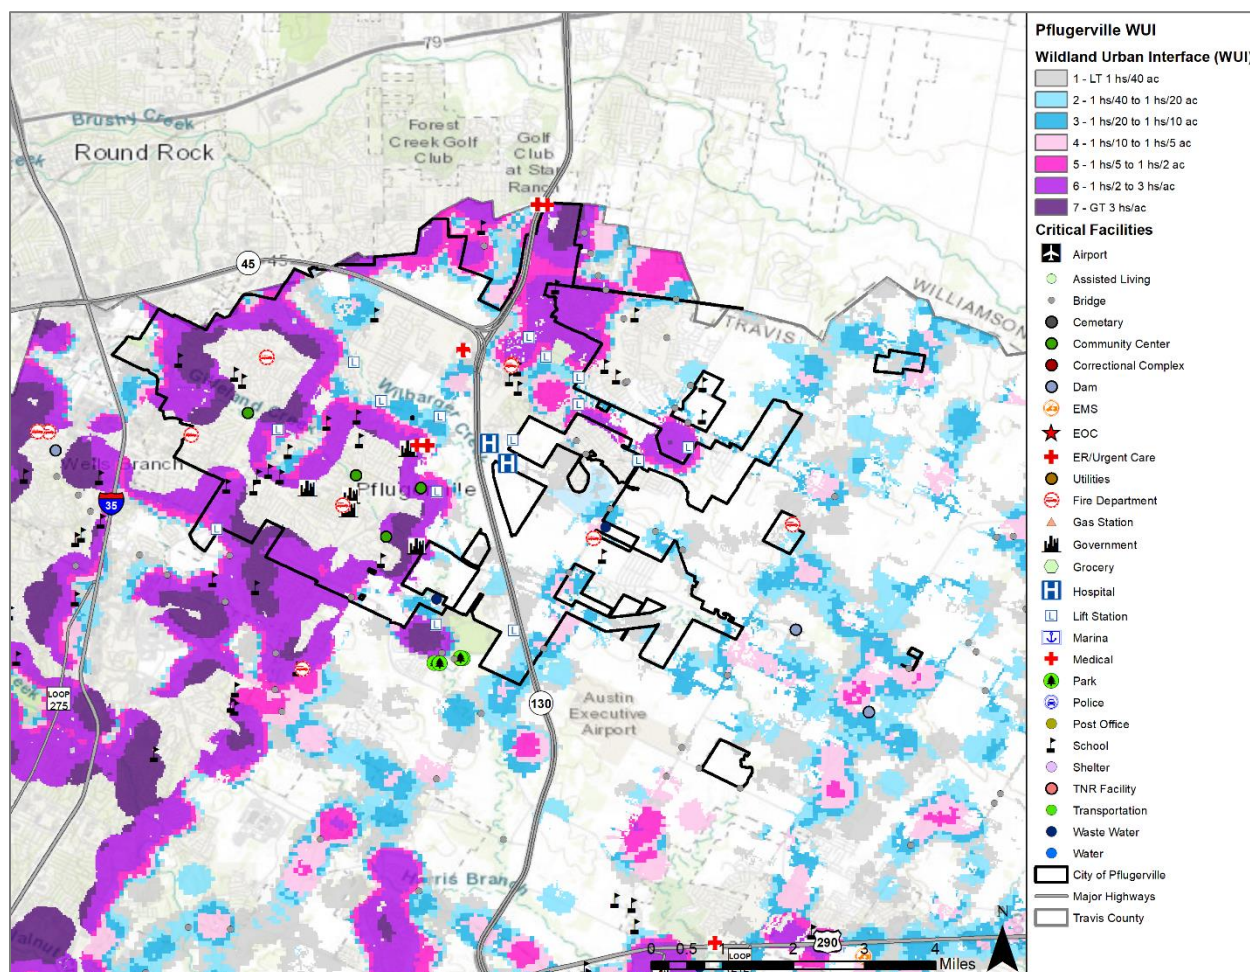 79
Brushy Creek
Round Rock
Forest
Creek Golf
Club
Golf
Club
at Star
Ranch
45
45
WILLIAMSON
TRAVIS
Gilleland Creek
Wilbarger Creek
Wells Branch
35
Pflugerville
H
H
L
LOOP
275
130
Austin
Executive
Airport
Creek
Harris Branch
Walnut
290
LOOP
0 0.5 1 2 3 4
Miles
N
Pflugerville WUI
Wildland Urban Interface (WUI)
1 - LT 1 hs/40 ac
2 - 1 hs/40 to 1 hs/20 ac
3 - 1 hs/20 to 1 hs/10 ac
4 - 1 hs/10 to 1 hs/5 ac
5 - 1 hs/5 to 1 hs/2 ac
6 - 1 hs/2 to 3 hs/ac
7 - GT 3 hs/ac
Critical Facilities
Airport
Assisted Living
Bridge
Cemetary
Community Center
Correctional Complex
Dam
EMS
EOC
ER/Urgent Care
Utilities
Fire Department
Gas Station
Government
Grocery
H Hospital
L Lift Station
Marina
Medical
Park
Police
Post Office
School
Shelter
TNR Facility
Transportation
Waste Water
Water
City of Pflugerville
Major Highways
Travis County